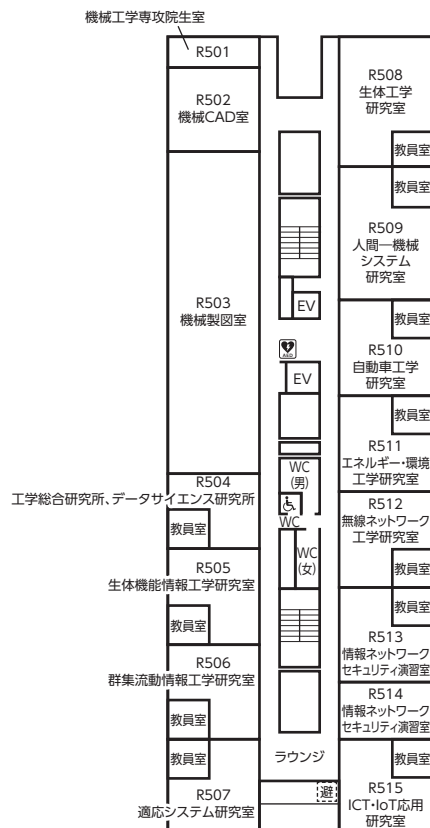 機械工学専攻院生室
R501
R502
機械CAD室
R503
機械製図室
R504
工学総合研究所、データサイエンス研究所
教員室
R505
生体機能情報工学研究室
教員室
R506
群集流動情報工学研究室
教員室
教員室
R507
適応システム研究室
EV
AED
EV
WC
(男)
WC
WC
(女)
ラウンジ
避
R508
生体工学
研究室
教員室
教員室
R509
人間―機械
システム
研究室
教員室
R510
自動車工学
研究室
教員室
R511
エネルギー・環境
工学研究室
R512
無線ネットワーク
工学研究室
教員室
教員室
R513
情報ネットワーク
セキュリティ演習室
R514
情報ネットワーク
セキュリティ演習室
教員室
R515
ICT・IoT応用
研究室